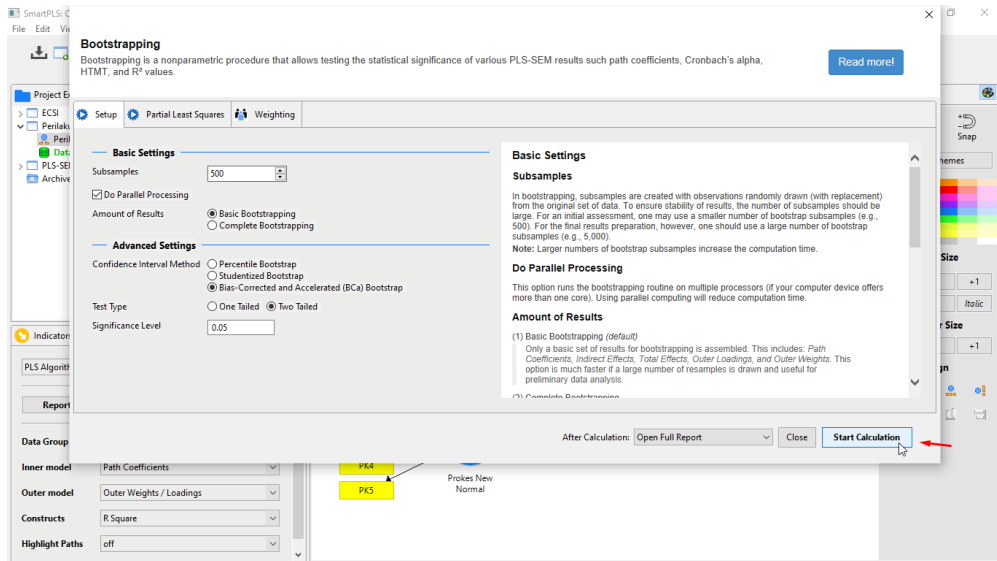 SmartPLS: C
File Edit Vi
Bootstrapping
Bootstrapping is a nonparametric procedure that allows testing the statistical significance of various PLS-SEM results such path coefficients, Cronbach's alpha,
HTMT, and R² values.
Read more!
Project Ex
ECSI
Perilaku
Peril
Data
PLS-SEM
Archive
Setup
Partial Least Squares
Weighting
Basic Settings
Subsamples
500
Do Parallel Processing
Amount of Results
Basic Bootstrapping
Complete Bootstrapping
Advanced Settings
Confidence Interval Method
Percentile Bootstrap
Studentized Bootstrap
Bias-Corrected and Accelerated (BCa) Bootstrap
Test Type
One Tailed
Two Tailed
Significance Level
0.05
Basic Settings
Subsamples
In bootstrapping, subsamples are created with observations randomly drawn (with replacement)
from the original set of data. To ensure stability of results, the number of subsamples should be
large. For an initial assessment, one may use a smaller number of bootstrap subsamples (e.g.,
500). For the final results preparation, however, one should use a large number of bootstrap
subsamples (e.g., 5,000).
Note: Larger numbers of bootstrap subsamples increase the computation time.
Do Parallel Processing
This option runs the bootstrapping routine on multiple processors (if your computer device offers
more than one core). Using parallel computing will reduce computation time.
Amount of Results
(1) Basic Bootstrapping (default)
Only a basic set of results for bootstrapping is assembled. This includes: Path
Coefficients, Indirect Effects, Total Effects, Outer Loadings, and Outer Weights. This
option is much faster if a large number of resamples is drawn and useful for
preliminary data analysis.
(2) Complete Bootstrapping
After Calculation:
Open Full Report
Close
Start Calculation
Snap
hemes
Size
+1
Italic
r Size
+1
gn
Indicators
PLS Algorith
Report
Data Group
Inner model
Path Coefficients
Outer model
Outer Weights / Loadings
Constructs
R Square
Highlight Paths
off
PK4
PK5
Prokes New
Normal